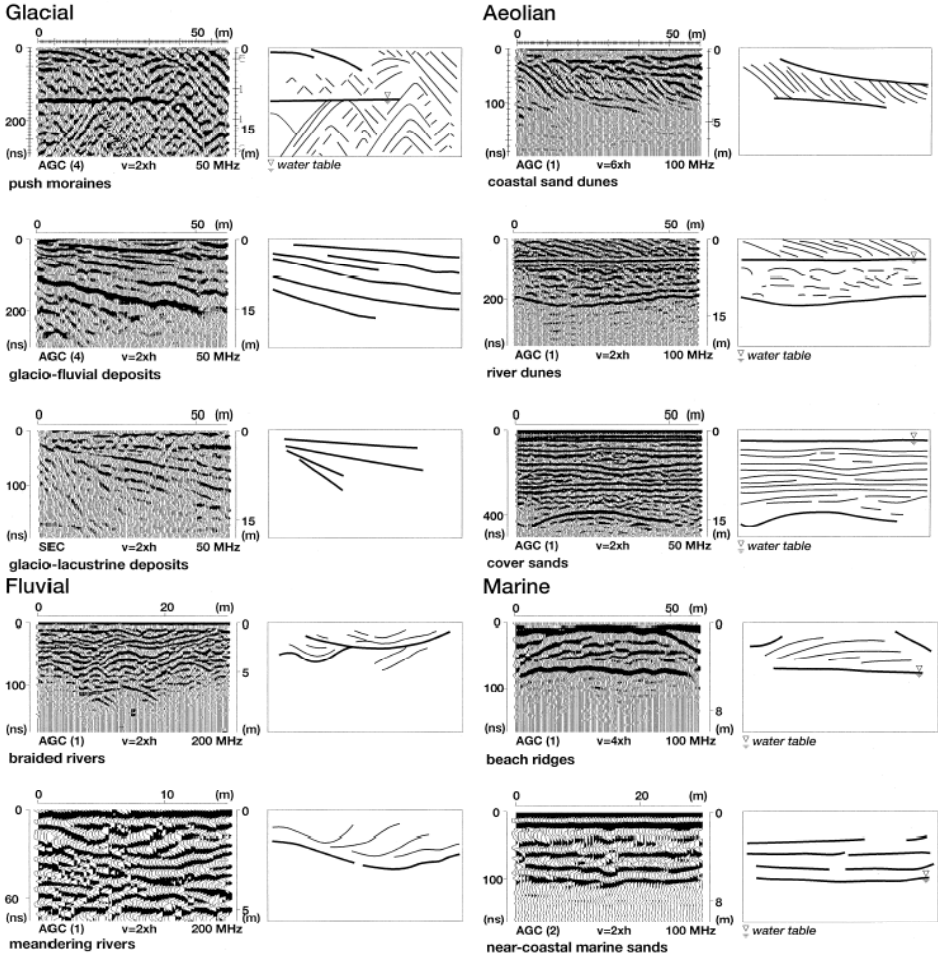 Glacial
0 50 (m)
0 0
200 15
(ns) (m)
AGC (4) v=2xh 50 MHz
water table
push moraines
0 50 (m)
0 0
200 15
(ns) (m)
AGC (4) v=2xh 50 MHz
glacio-fluvial deposits
0 50 (m)
0 0
100
15
(ns) (m)
SEC v=2xh 50 MHz
glacio-lacustrine deposits
Fluvial
0 20 (m)
0 0
5
100
(ns) (m)
AGC (1) v=2xh 200 MHz
braided rivers
0 10 (m)
0 0
60
5
(ns) (m)
AGC (1) v=2xh 200 MHz
meandering rivers
Aeolian
0 50 (m)
0 0
100
5
(ns) (m)
AGC (1) v=6xh 100 MHz
coastal sand dunes
0 50 (m)
0 0
200
15
(ns) (m)
AGC (1) v=2xh 100 MHz
water table
river dunes
0 50 (m)
0 0
400 15
(ns) (m)
AGC (1) v=2xh 50 MHz
water table
cover sands
Marine
0 50 (m)
0 0
100
8
(ns) (m)
AGC (1) v=4xh 100 MHz
water table
beach ridges
0 20 (m)
0 0
100
8
(ns) (m)
AGC (2) v=2xh 100 MHz
water table
near-coastal marine sands